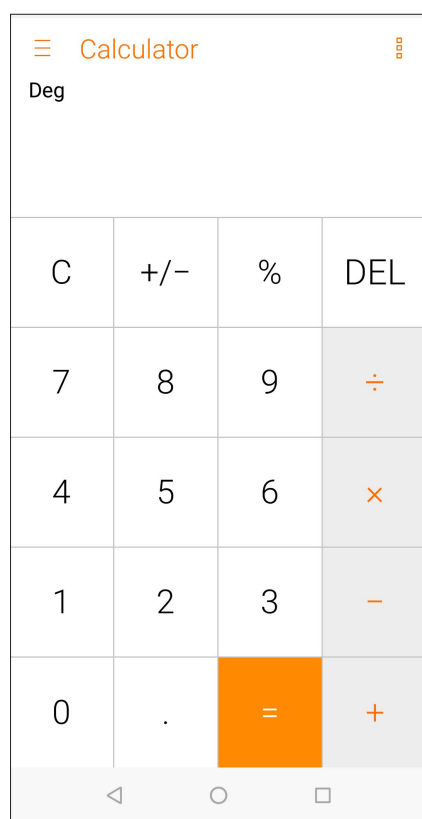 Calculator
Deg
C +/− % DEL
7 8 9 ÷
4 5 6 ×
1 2 3 −
0 . = +